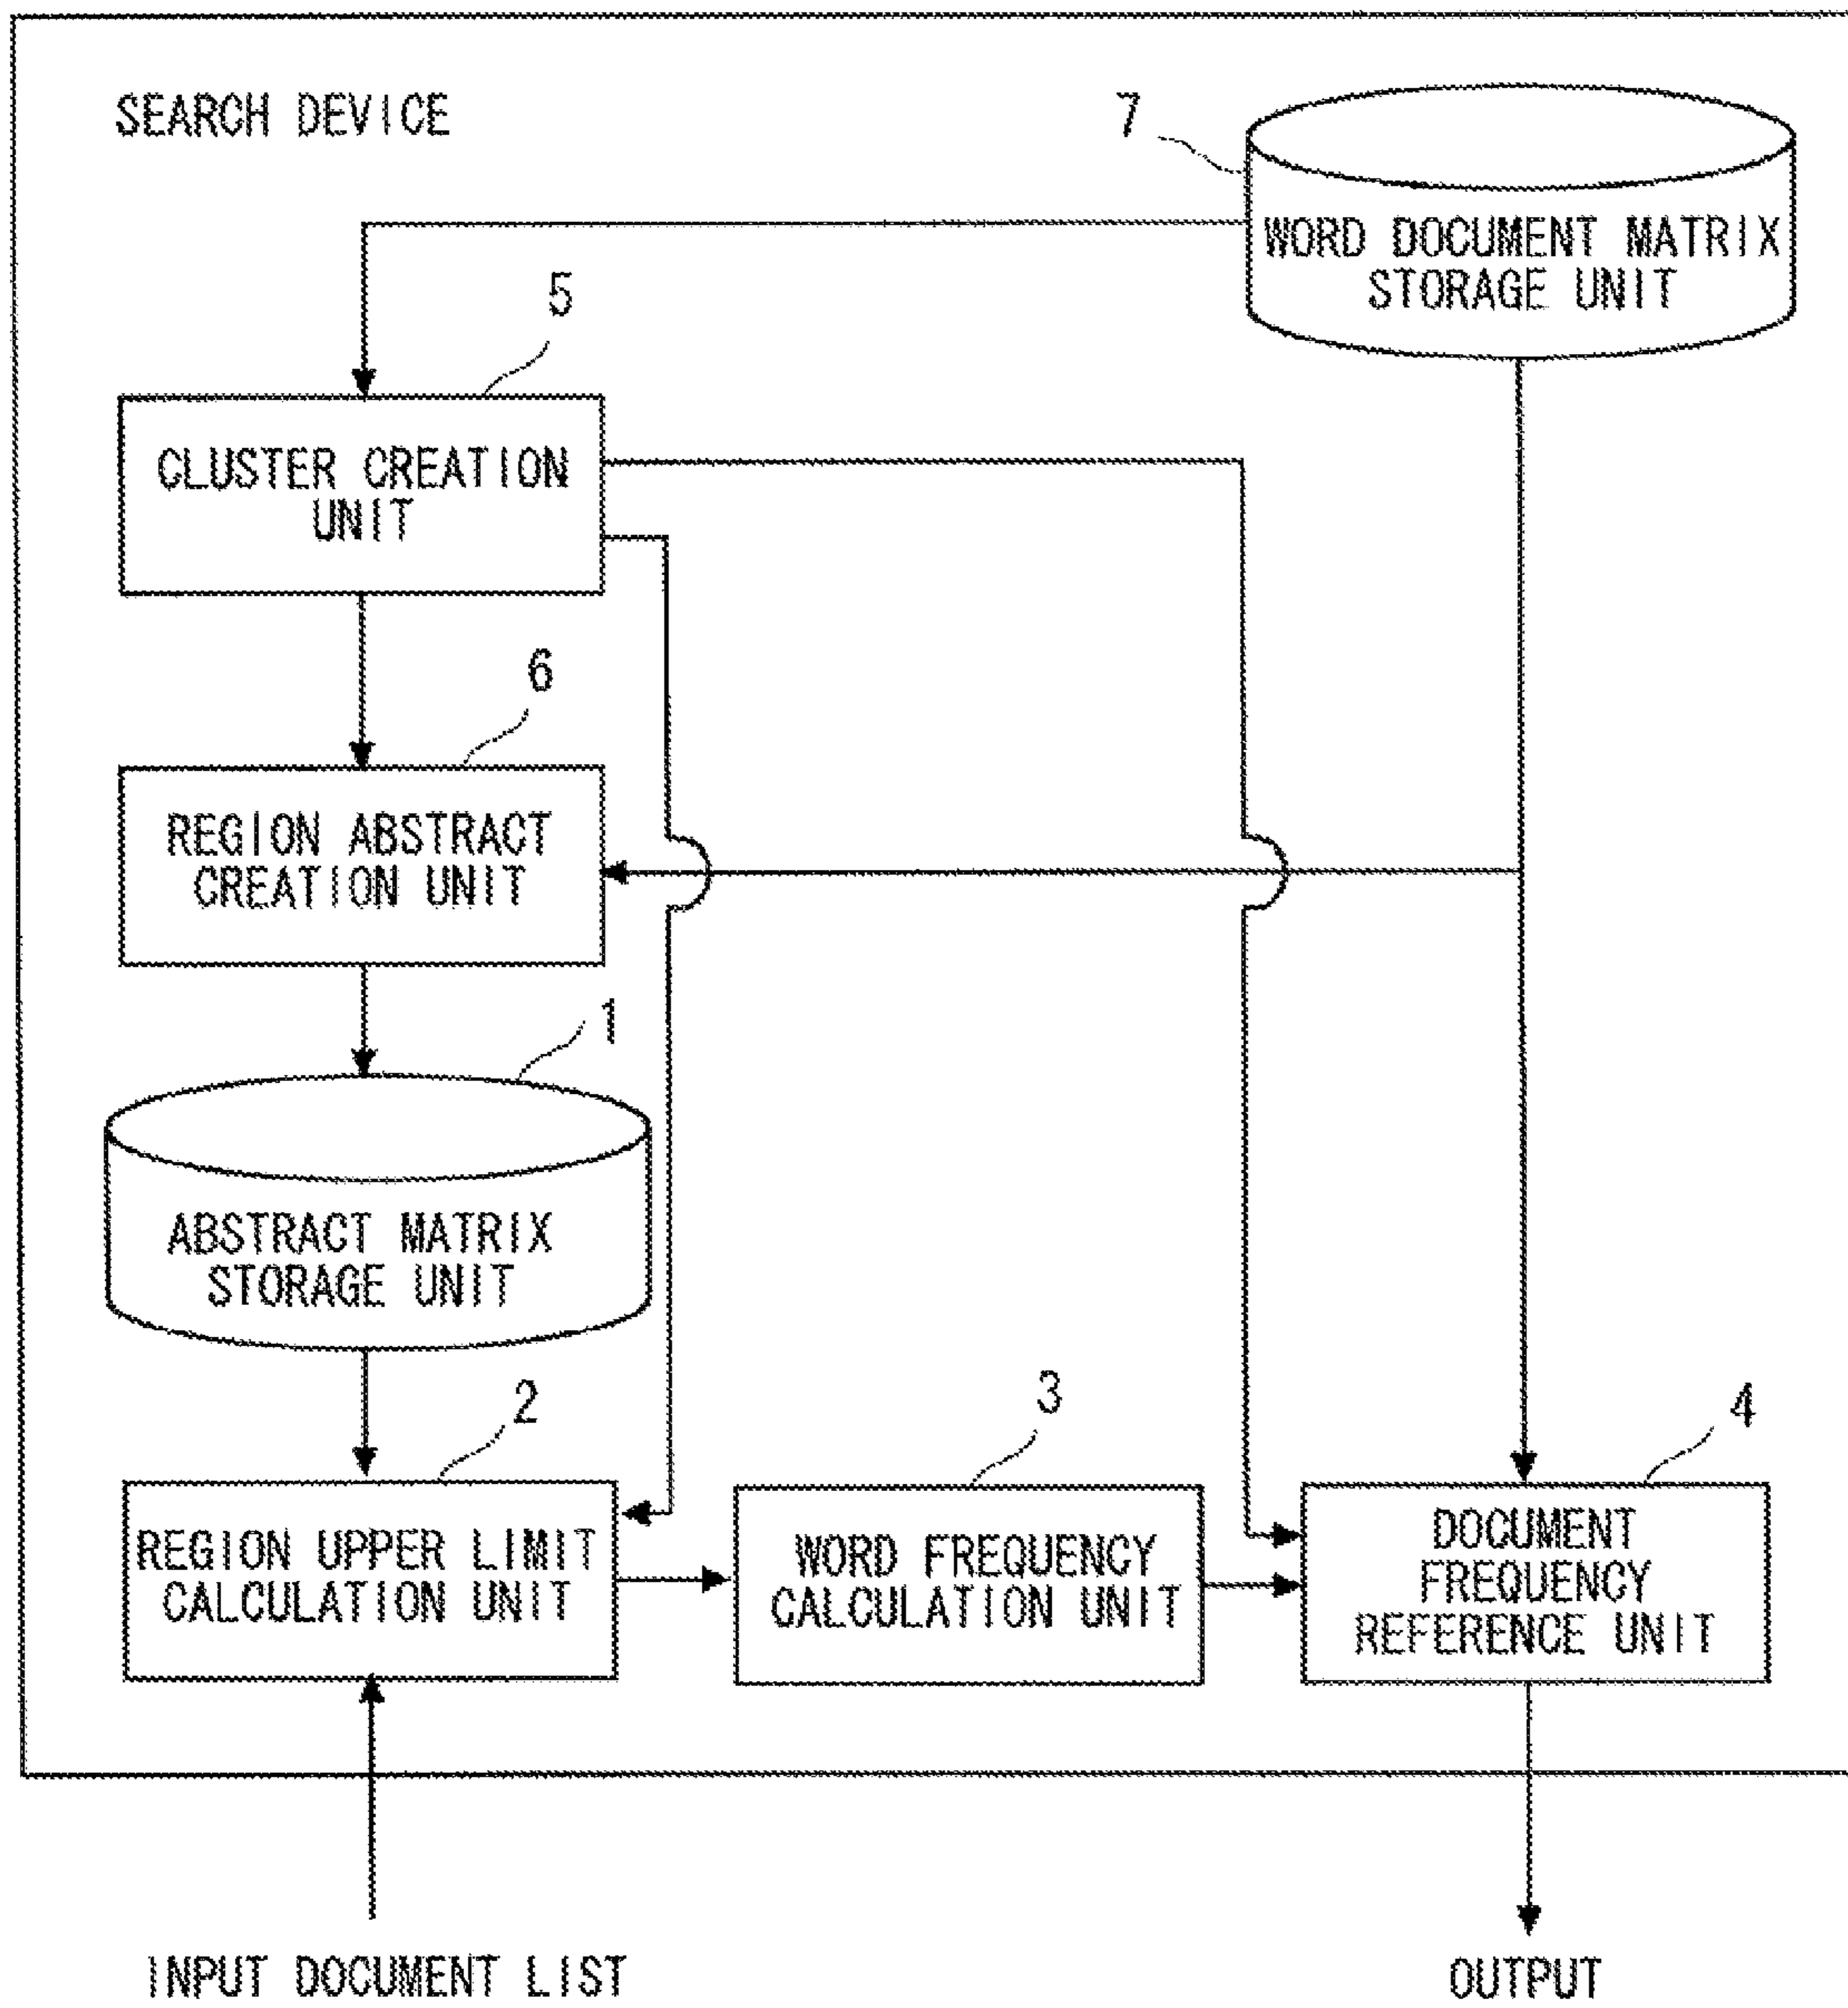 SEARCH DEVICE
7
WORD DOCUMENT MATRIX
STORAGE UNIT
5
CLUSTER CREATION
UNIT
6
REGION ABSTRACT
CREATION UNIT
1
ABSTRACT MATRIX
STORAGE UNIT
2
REGION UPPER LIMIT
CALCULATION UNIT
3
WORD FREQUENCY
CALCULATION UNIT
4
DOCUMENT
FREQUENCY
REFERENCE UNIT
INPUT DOCUMENT LIST
OUTPUT